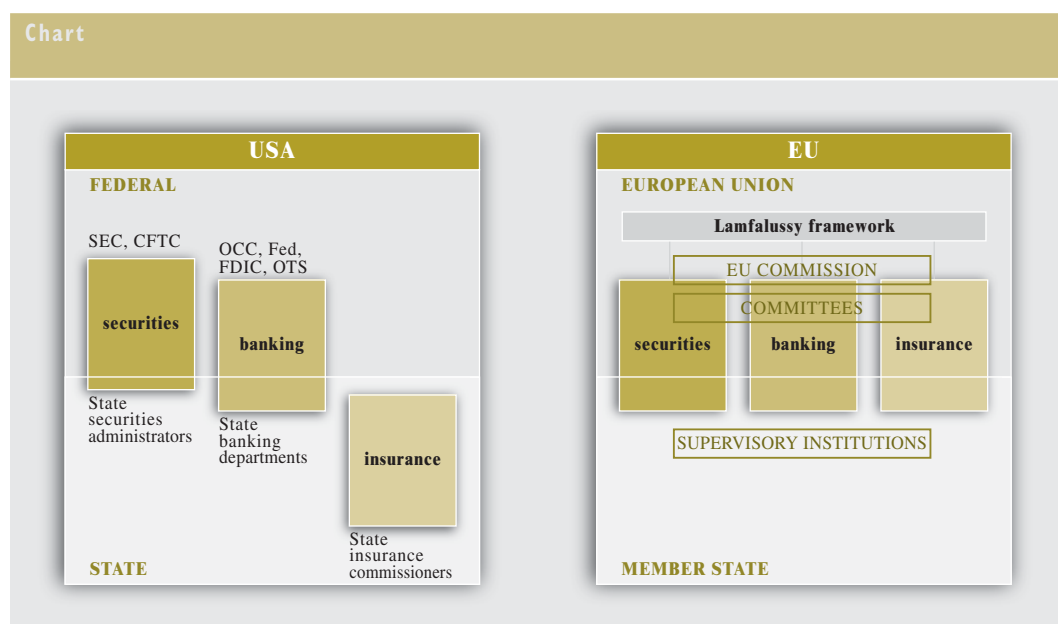 Chart
USA
FEDERAL
SEC, CFTC
OCC, Fed,
FDIC, OTS
securities
banking
State
securities
administrators
State
banking
departments
insurance
State
insurance
commissioners
STATE
EU
EUROPEAN UNION
Lamfalussy framework
EU COMMISSION
COMMITTEES
securities
banking
insurance
SUPERVISORY INSTITUTIONS
MEMBER STATE